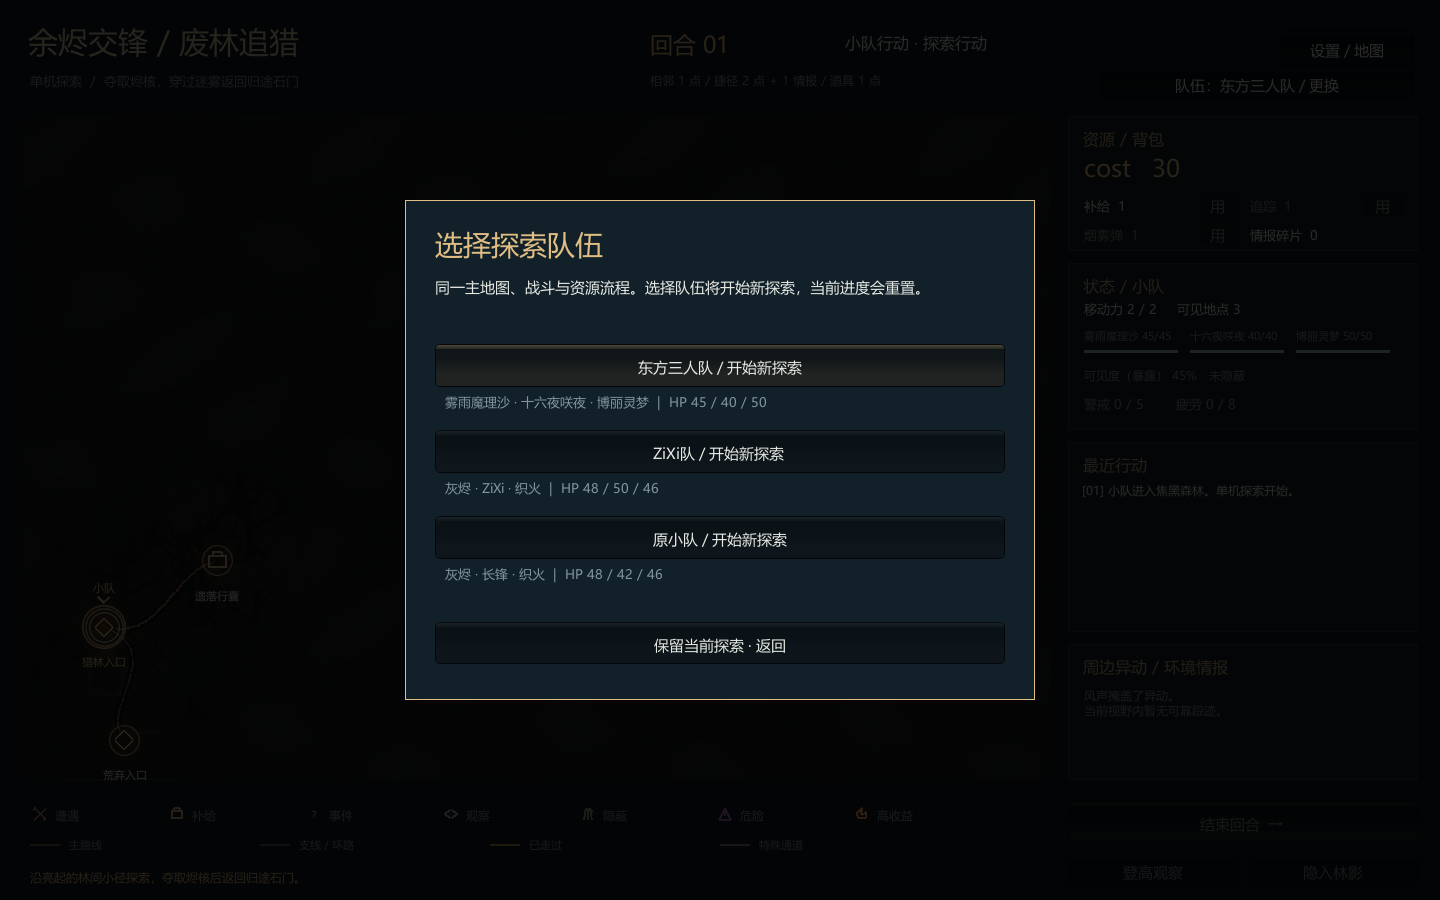 余烬交锋 / 废林追猎
回合 01
小队行动 · 探索行动
设置 / 地图
单机探索 / 夺取烬核，穿过迷雾返回归途石门
相邻 1 点 / 捷径 2 点 + 1 情报 / 道具 1 点
队伍：东方三人队 / 更换
资源 / 背包
cost 30
补给 1
用
追踪 1
用
烟雾弹 1
用
情报碎片 0
选择探索队伍
同一主地图、战斗与资源流程。选择队伍将开始新探索，当前进度会重置。
东方三人队 / 开始新探索
雾雨魔理沙 · 十六夜咲夜 · 博丽灵梦 | HP 45 / 40 / 50
ZiXi队 / 开始新探索
灰烬 · ZiXi · 织火 | HP 48 / 50 / 46
原小队 / 开始新探索
灰烬 · 长锋 · 织火 | HP 48 / 42 / 46
保留当前探索 · 返回
状态 / 小队
移动力 2 / 2
可见地点 3
雾雨魔理沙 45/45
十六夜咲夜 40/40
博丽灵梦 50/50
可见度（暴露） 45%
未隐蔽
警戒 0 / 5
疲劳 0 / 8
最近行动
[01] 小队进入焦黑森林。单机探索开始。
周边异动 / 环境情报
风声掩盖了异动。
当前视野内暂无可靠踪迹。
遗落行囊
小队
猎林入口
荒弃入口
遭遇
补给
? 事件
观察
隐蔽
危险
高收益
主路线
支线 / 环路
已走过
特殊通道
沿亮起的林间小径探索，夺取烬核后返回归途石门。
结束回合 →
登高观察
隐入林影